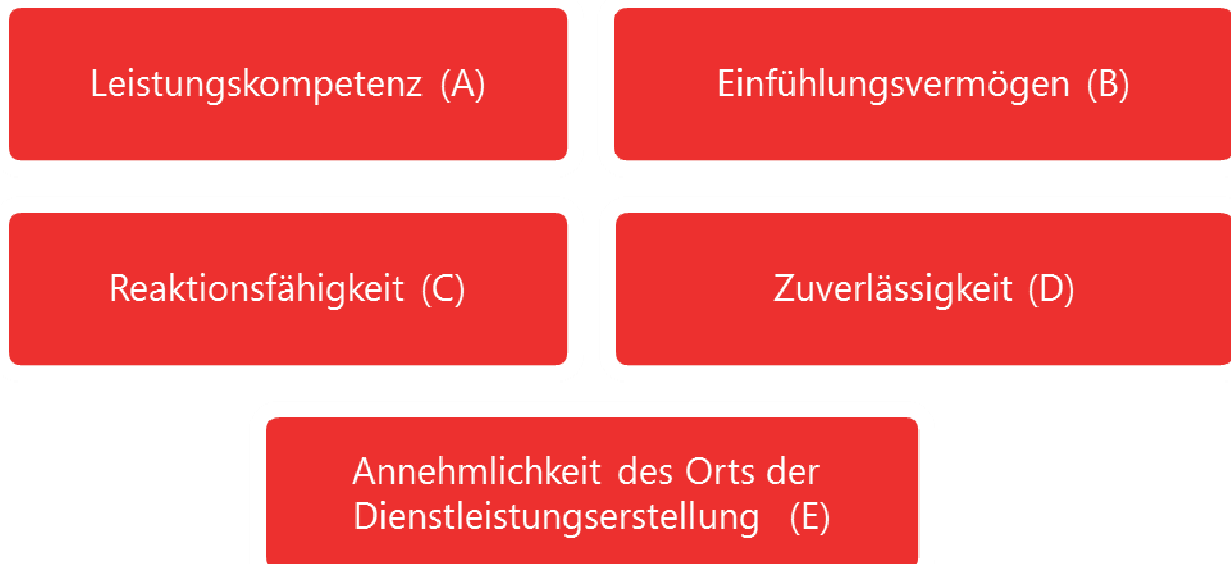 Leistungskompetenz (A)
Einfühlungsvermögen (B)
Reaktionsfähigkeit (C)
Zuverlässigkeit (D)
Annehmlichkeit des Orts der
Dienstleistungserstellung (E)